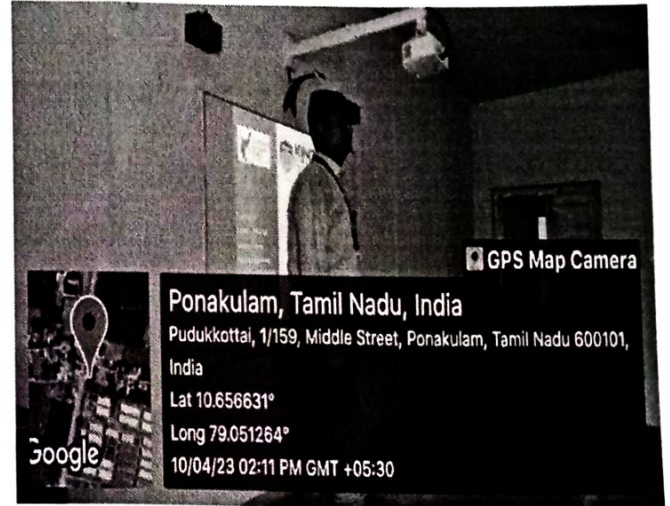 GPS Map Camera
Ponakulam, Tamil Nadu, India
Pudukkottai, 1/159, Middle Street, Ponakulam, Tamil Nadu 600101,
India
Lat 10.656631°
Long 79.051264°
10/04/23 02:11 PM GMT +05:30
Google